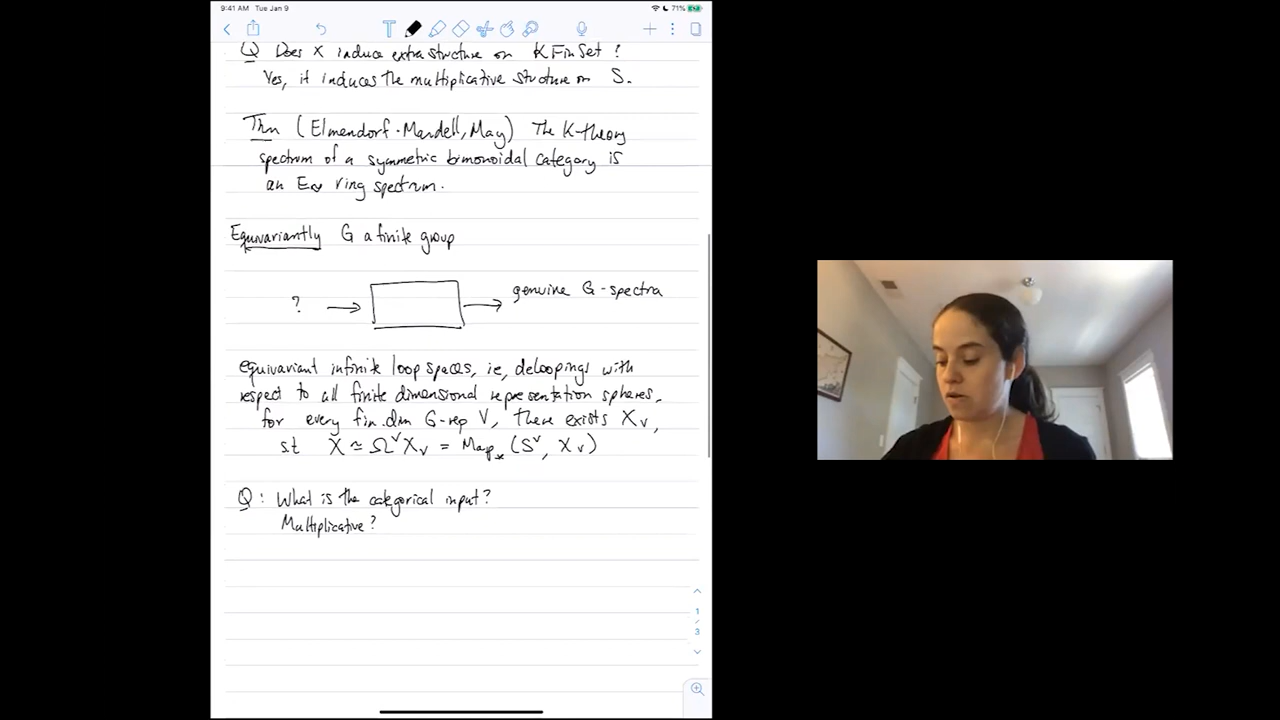 9:41 AM Tue Jan 9
71%
Q Does X induce extra structure on KFinSet?
Yes, it induces the multiplicative stucture on S.
Thm (Elmendorf-Mandell, May) The K-theory
spectrum of a symmetric bimonoidal category is
an E∞ ring spectrum.
Equivariantly G a finite group
? → → genuine G-spectra
equivariant infinite loop spaces, ie, deloopings with
respect to all finite dimensional representation spheres.
for every fin.dim G-rep V, there exists X_V,
s.t X ≃ Ω^V X_V = Map_* (S^V, X_V)
Q: What is the categorical input?
Multiplicative?
1
/
3